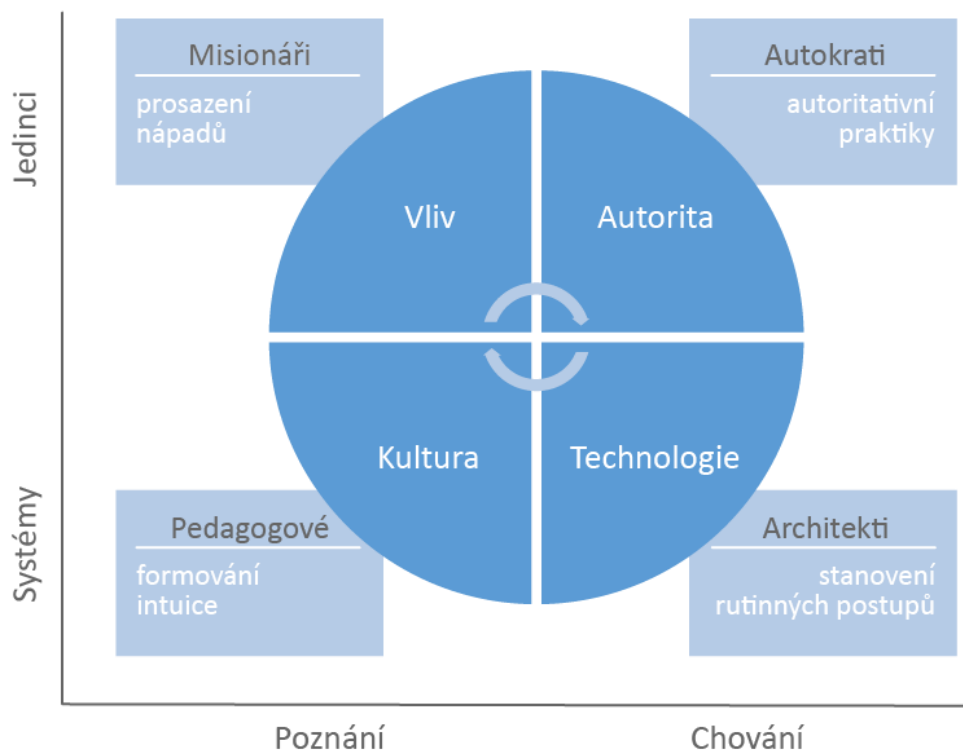 Jedinci
Systémy
Misionáři
prosazení
nápadů
Autokrati
autoritativní
praktiky
Vliv
Autorita
Kultura
Technologie
Pedagogové
formování
intuice
Architekti
stanovení
rutinných postupů
Poznání
Chování